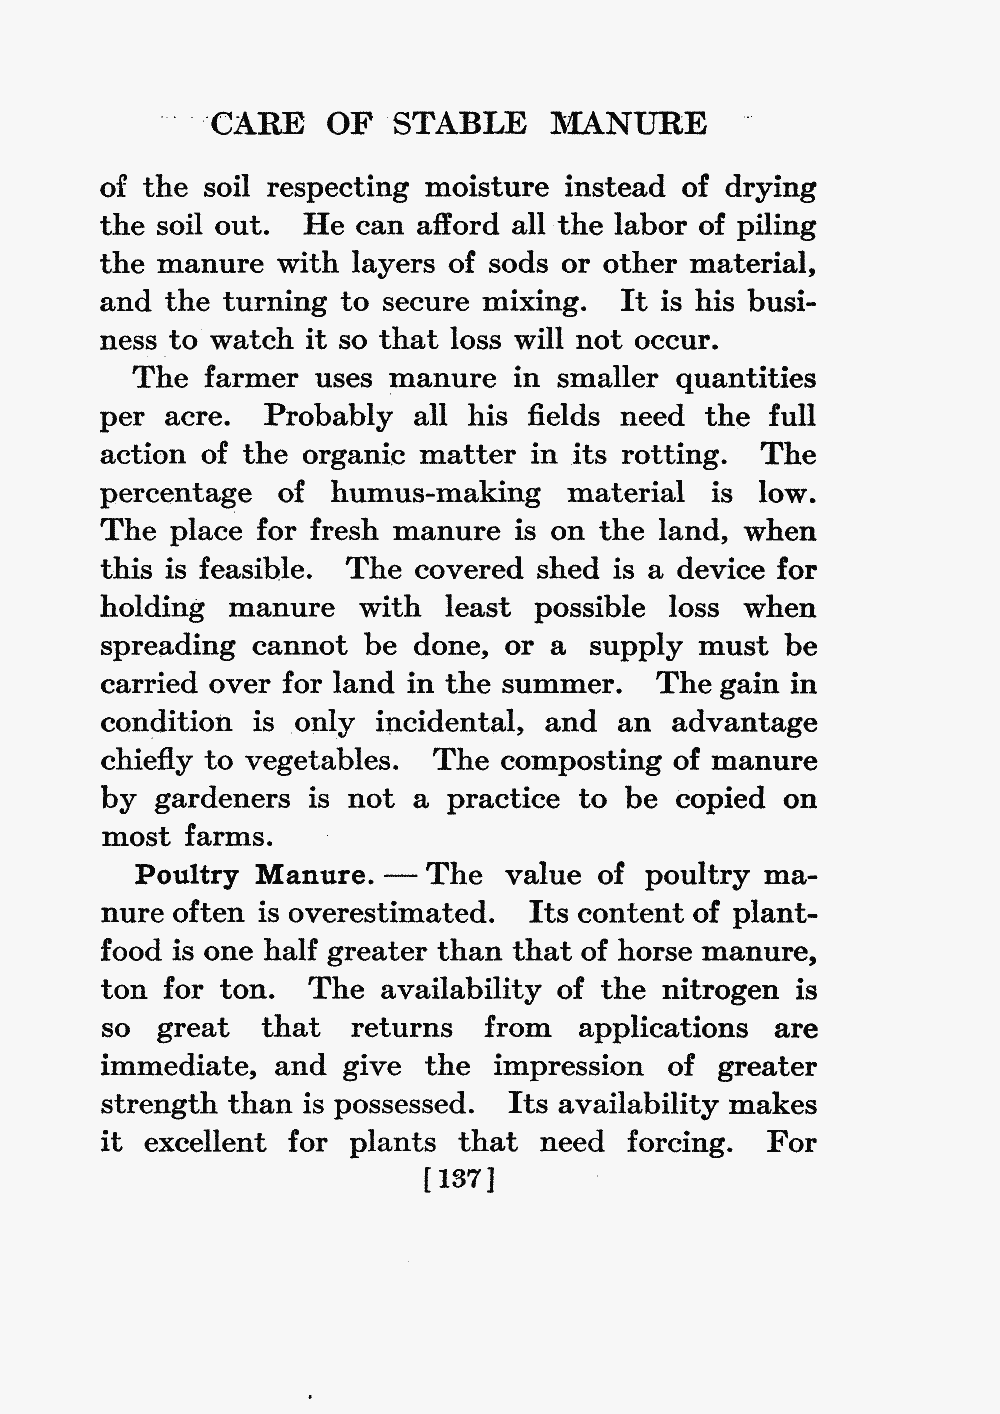 CARE OF STABLE MANURE
of the soil respecting moisture instead of drying
the soil out. He can afford all the labor of piling
the manure with layers of sods or other material,
and the turning to secure mixing. It is his busi-
ness to watch it so that loss will not occur.
The farmer uses manure in smaller quantities
per acre. Probably all his fields need the full
action of the organic matter in its rotting. The
percentage of humus-making material is low.
The place for fresh manure is on the land, when
this is feasible. The covered shed is a device for
holding manure with least possible loss when
spreading cannot be done, or a supply must be
carried over for land in the summer. The gain in
condition is only incidental, and an advantage
chiefly to vegetables. The composting of manure
by gardeners is not a practice to be copied on
most farms.
Poultry Manure. — The value of poultry ma-
nure often is overestimated. Its content of plant-
food is one half greater than that of horse manure,
ton for ton. The availability of the nitrogen is
so great that returns from applications are
immediate, and give the impression of greater
strength than is possessed. Its availability makes
it excellent for plants that need forcing. For
[137]